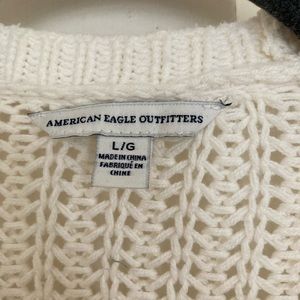 AMERICAN EAGLE OUTFITTERS
L/G
MADE IN CHINA
FABRIQUÉ EN
CHINE